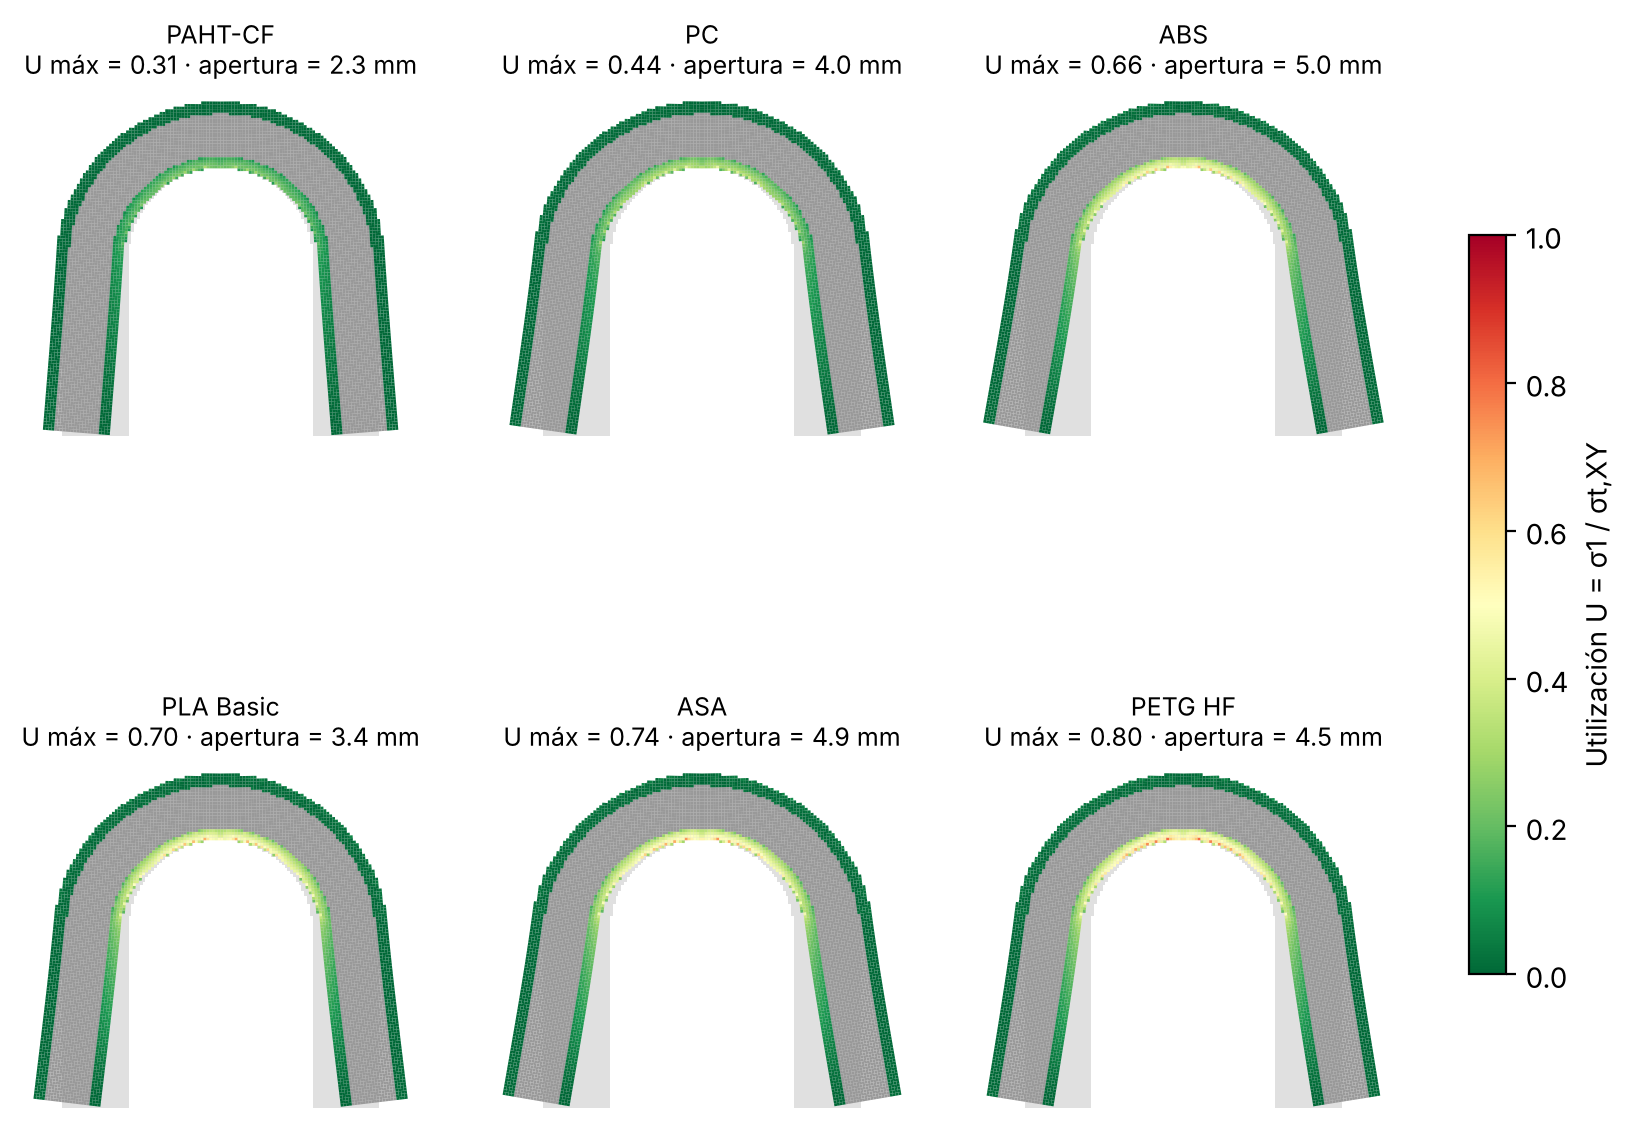 PAHT-CF
U máx = 0.31 · apertura = 2.3 mm
PC
U máx = 0.44 · apertura = 4.0 mm
ABS
U máx = 0.66 · apertura = 5.0 mm
PLA Basic
U máx = 0.70 · apertura = 3.4 mm
ASA
U máx = 0.74 · apertura = 4.9 mm
PETG HF
U máx = 0.80 · apertura = 4.5 mm
1.0
0.8
0.6
0.4
0.2
0.0
Utilización U = σ1 / σt,XY